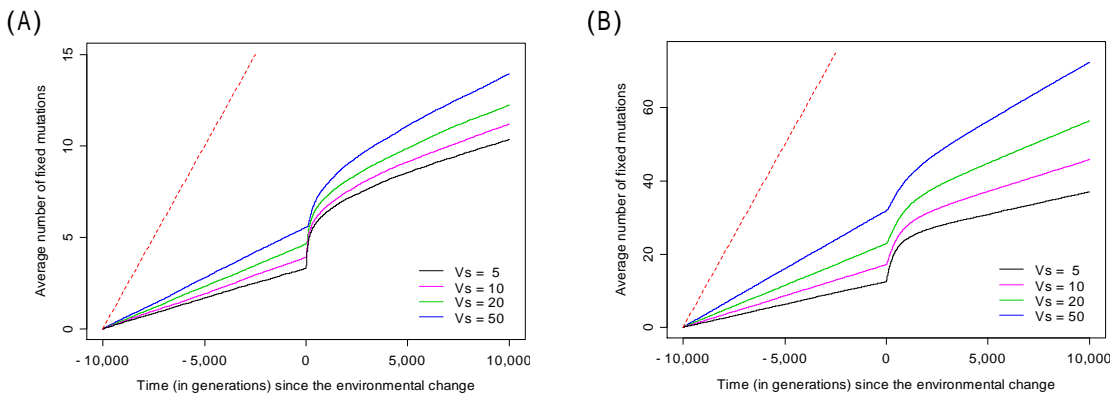 (A)
Average number of fixed mutations
15
10
5
0
Vs = 5
Vs = 10
Vs = 20
Vs = 50
- 10,000 - 5,000 0 5,000 10,000
Time (in generations) since the environmental change
(B)
Average number of fixed mutations
60
40
20
0
Vs = 5
Vs = 10
Vs = 20
Vs = 50
- 10,000 - 5,000 0 5,000 10,000
Time (in generations) since the environmental change